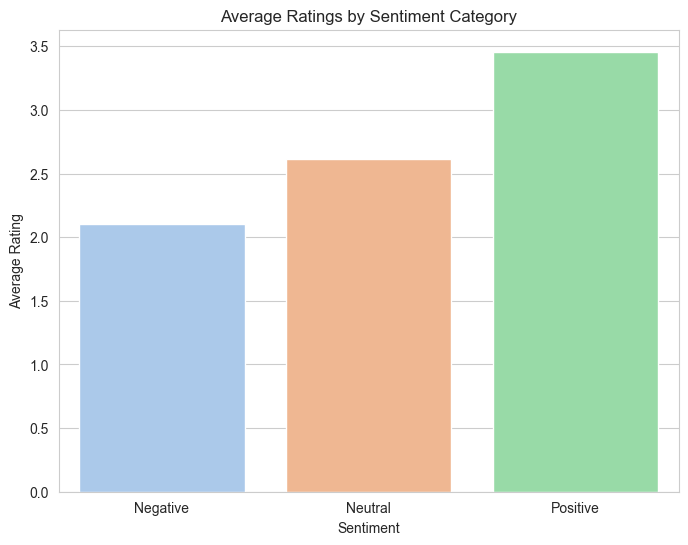 Average Ratings by Sentiment Category
3.5
3.0
2.5
2.0
1.5
1.0
0.5
0.0
Average Rating
Negative
Neutral
Positive
Sentiment